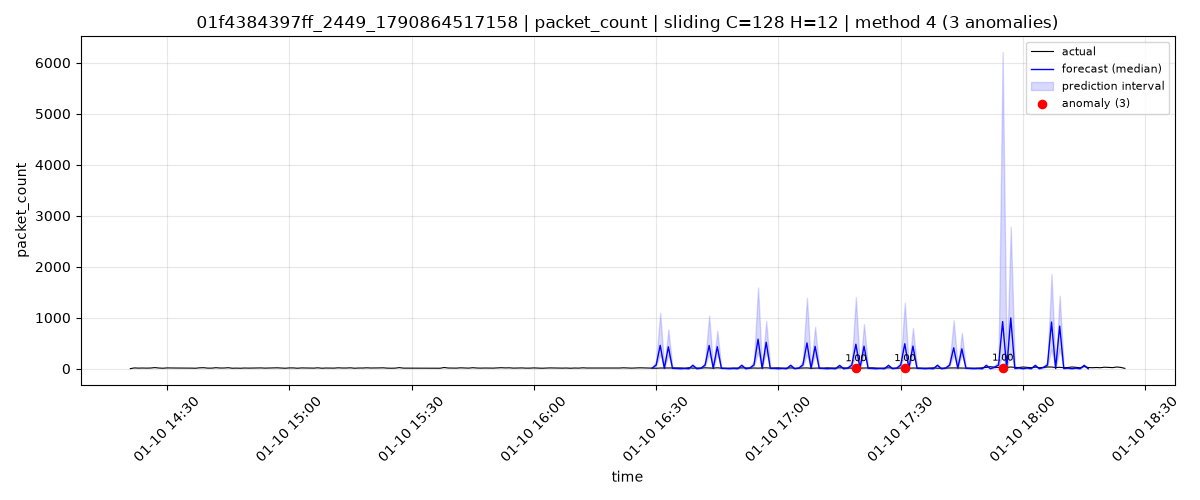 01f4384397ff_2449_1790864517158 | packet_count | sliding C=128 H=12 | method 4 (3 anomalies)
actual
forecast (median)
prediction interval
anomaly (3)
6000
5000
4000
3000
2000
1000
0
packet_count
1.00
1.00
1.00
01-10 14:30
01-10 15:00
01-10 15:30
01-10 16:00
01-10 16:30
01-10 17:00
01-10 17:30
01-10 18:00
01-10 18:30
time